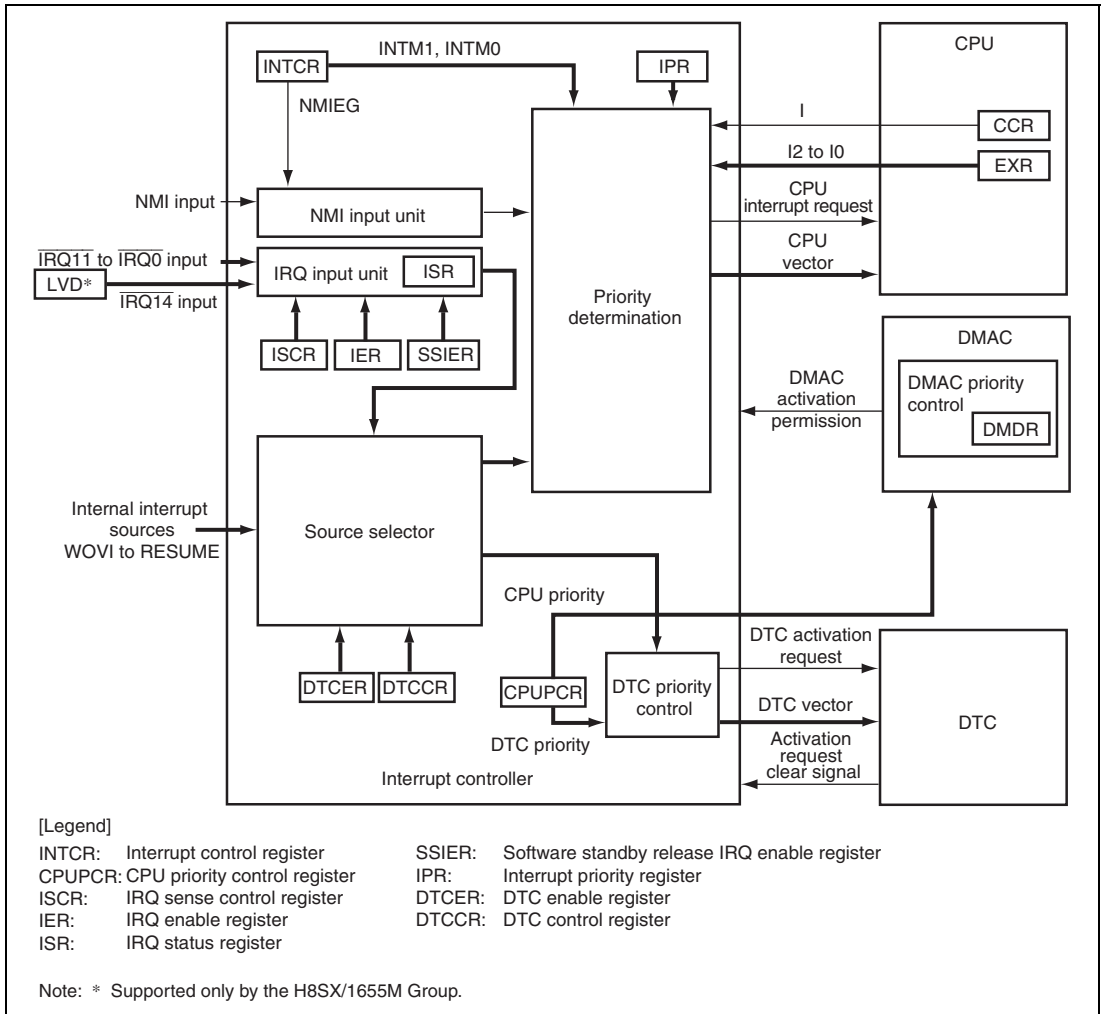 INTCR
INTM1, INTM0
IPR
CPU
NMIEG
I
CCR
I2 to I0
EXR
NMI input
NMI input unit
CPU
interrupt request
CPU
vector
IRQ11 to IRQ0 input
IRQ input unit
ISR
LVD*
IRQ14 input
Priority
determination
ISCR
IER
SSIER
DMAC
DMAC
activation
permission
DMAC priority
control
DMDR
Internal interrupt
sources
WOVI to RESUME
Source selector
CPU priority
DTCER
DTCCR
CPUPCR
DTC priority
control
DTC activation
request
DTC vector
DTC
DTC priority
Activation
request
clear signal
Interrupt controller
[Legend]
INTCR: Interrupt control register
CPUPCR: CPU priority control register
ISCR: IRQ sense control register
IER: IRQ enable register
ISR: IRQ status register
SSIER: Software standby release IRQ enable register
IPR: Interrupt priority register
DTCER: DTC enable register
DTCCR: DTC control register
Note: * Supported only by the H8SX/1655M Group.